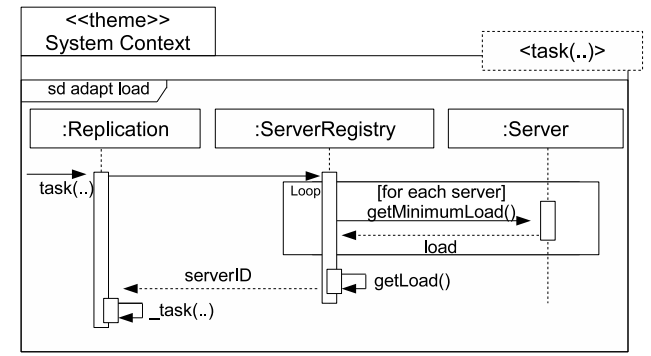 <<theme>>
System Context
<task(..)>
sd adapt load
:Replication
:ServerRegistry
:Server
task(..)
Loop
[for each server]
getMinimumLoad()
load
serverID
getLoad()
_task(..)